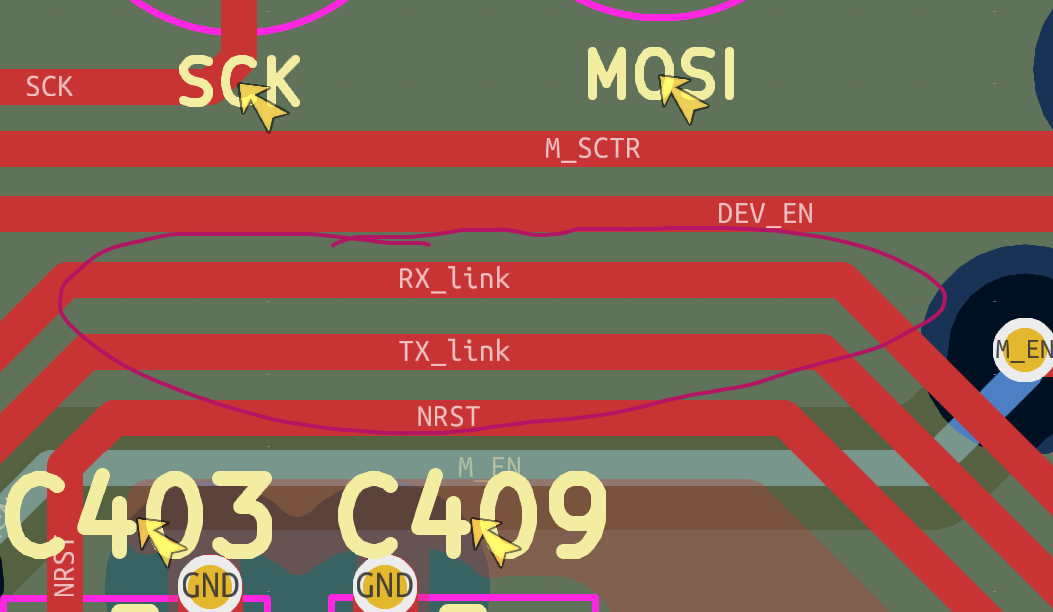 SCK MOSI
SCK
M_SCTR
DEV_EN
RX_link
TX_link
M_EN
NRST
M_EN
C403 C409
NRST
GND GND